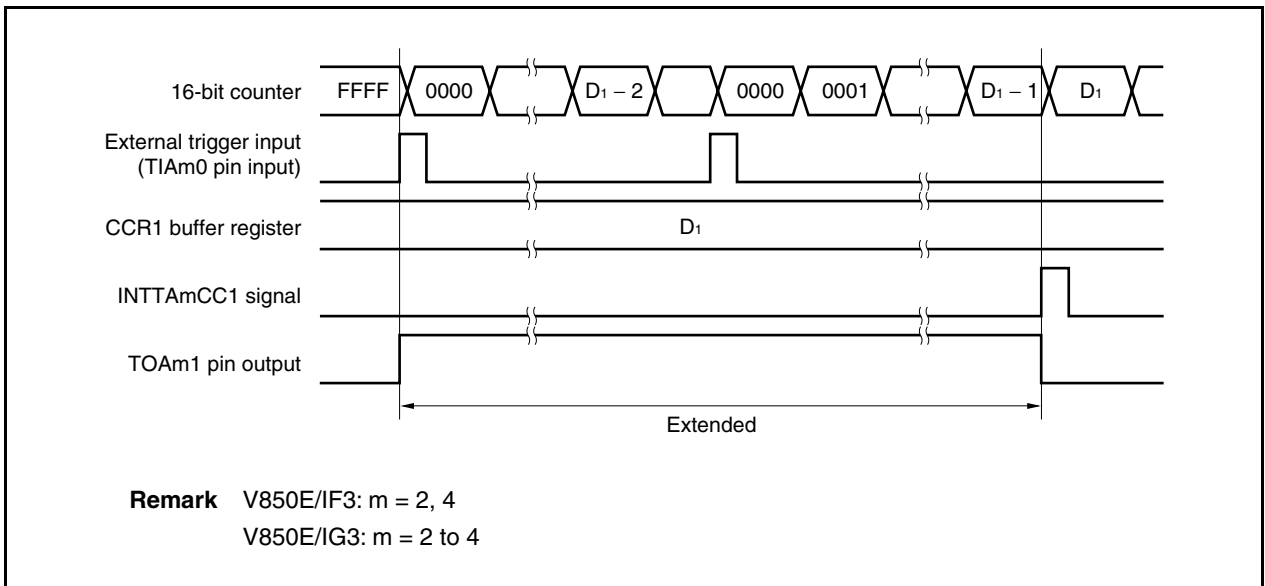 16-bit counter FFFF 0000 D₁ − 2 0000 0001 D₁ − 1 D₁
External trigger input
(TIAm0 pin input)
CCR1 buffer register D₁
INTTAmCC1 signal
TOAm1 pin output
Extended
Remark V850E/IF3: m = 2, 4
V850E/IG3: m = 2 to 4